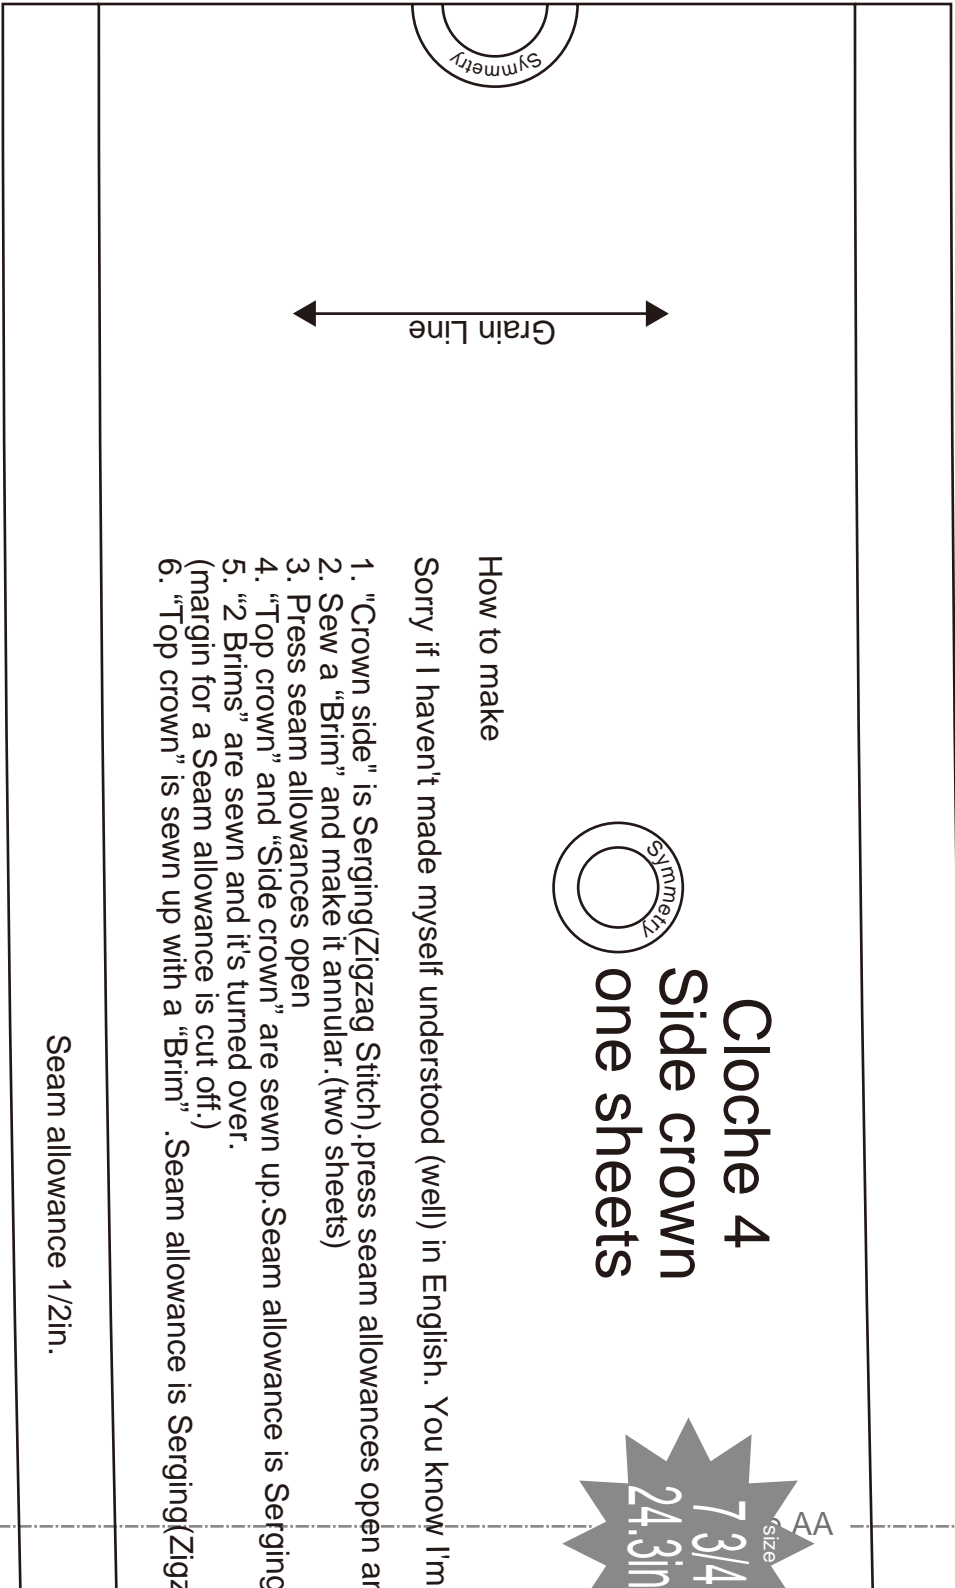 Symmetry
Grain Line
Symmetry
Cloche 4
Side crown
one sheets
size
7 3/4
24.3in
AA
How to make
Sorry if I haven't made myself understood (well) in English. You know I'm
1. "Crown side" is Serging(Zigzag Stitch).press seam allowances open
2. Sew a “Brim” and make it annular.(two sheets)
3. Press seam allowances open
4. “Top crown” and “Side crown” are sewn up.Seam allowance is Serging
5. “2 Brims” are sewn and it's turned over.
(margin for a Seam allowance is cut off.)
6. “Top crown” is sewn up with a “Brim” .Seam allowance is Serging(Zigz
Seam allowance 1/2in.